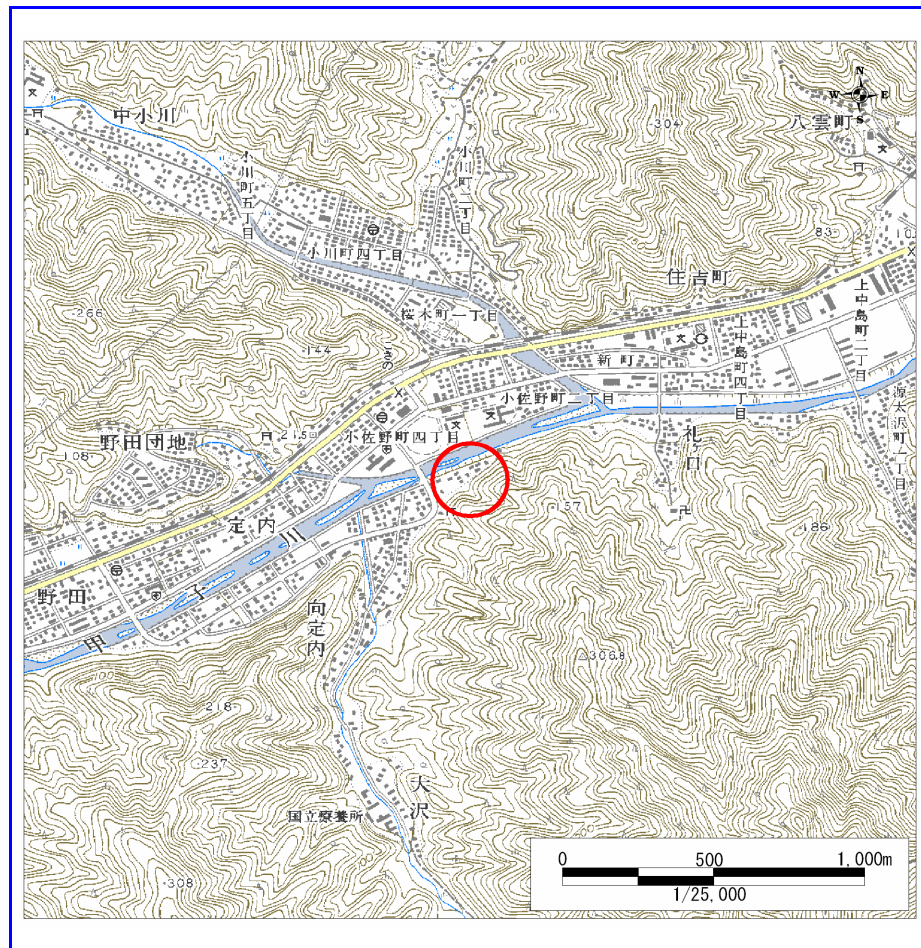 N
W E
S
100
中小川
・304
八雲町
小川町五丁目
小川町二丁目
小川町四丁目
・83・
住吉町
上中島町二丁目
・266
桜木町一丁目
・144
新町
上中島町四丁目
小佐野町二丁目
源太沢町一丁目
野田団地
・21.5
小佐野町四丁目
礼ヶ口
・108・
・157
・186
定内
野田
甲子川
向定内
100
△306.8
・218
・237
大沢
国立療養所
100
・308
0 500 1,000m
1/25,000